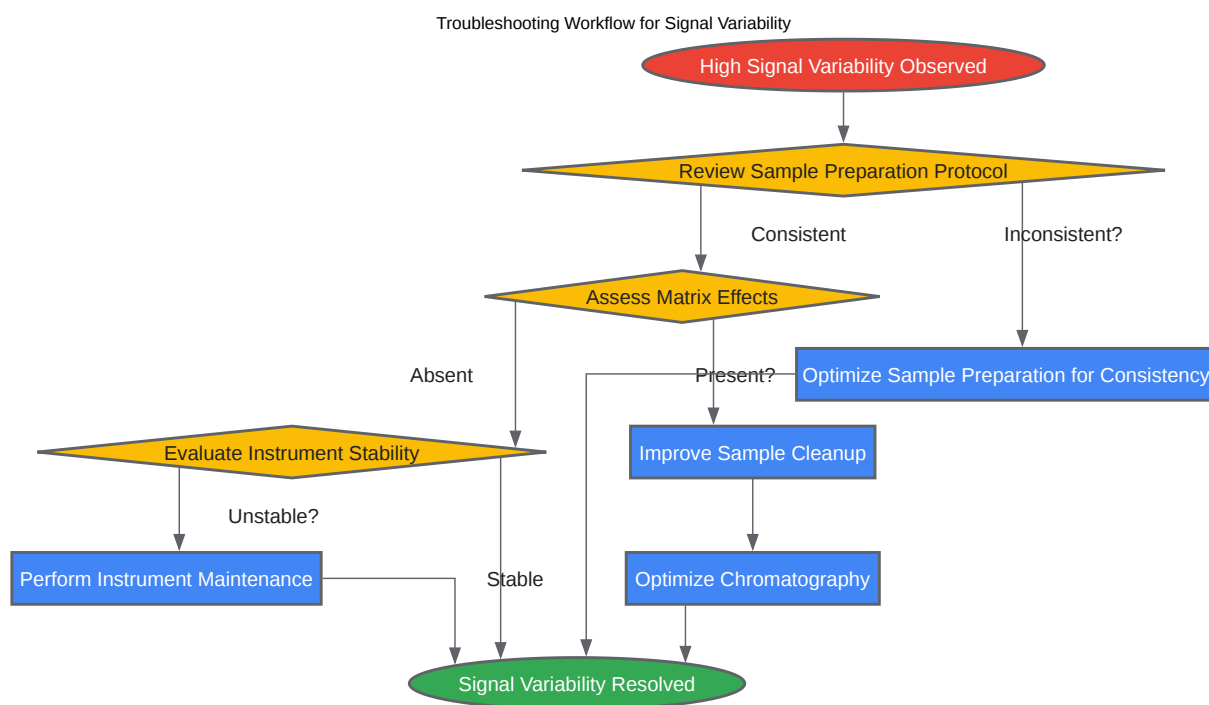 Troubleshooting Workflow for Signal Variability
High Signal Variability Observed
Review Sample Preparation Protocol
Consistent
Inconsistent?
Assess Matrix Effects
Absent
Present?
Optimize Sample Preparation for Consistency
Evaluate Instrument Stability
Improve Sample Cleanup
Unstable?
Perform Instrument Maintenance
Stable
Optimize Chromatography
Signal Variability Resolved